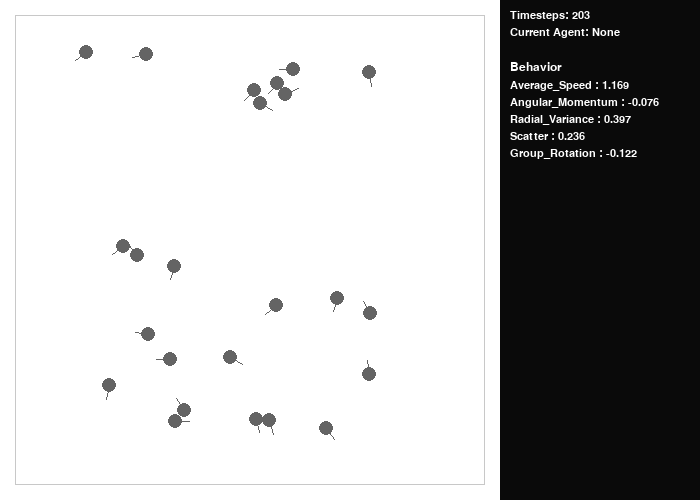 Timesteps: 203
Current Agent: None
Behavior
Average_Speed : 1.169
Angular_Momentum : -0.076
Radial_Variance : 0.397
Scatter : 0.236
Group_Rotation : -0.122